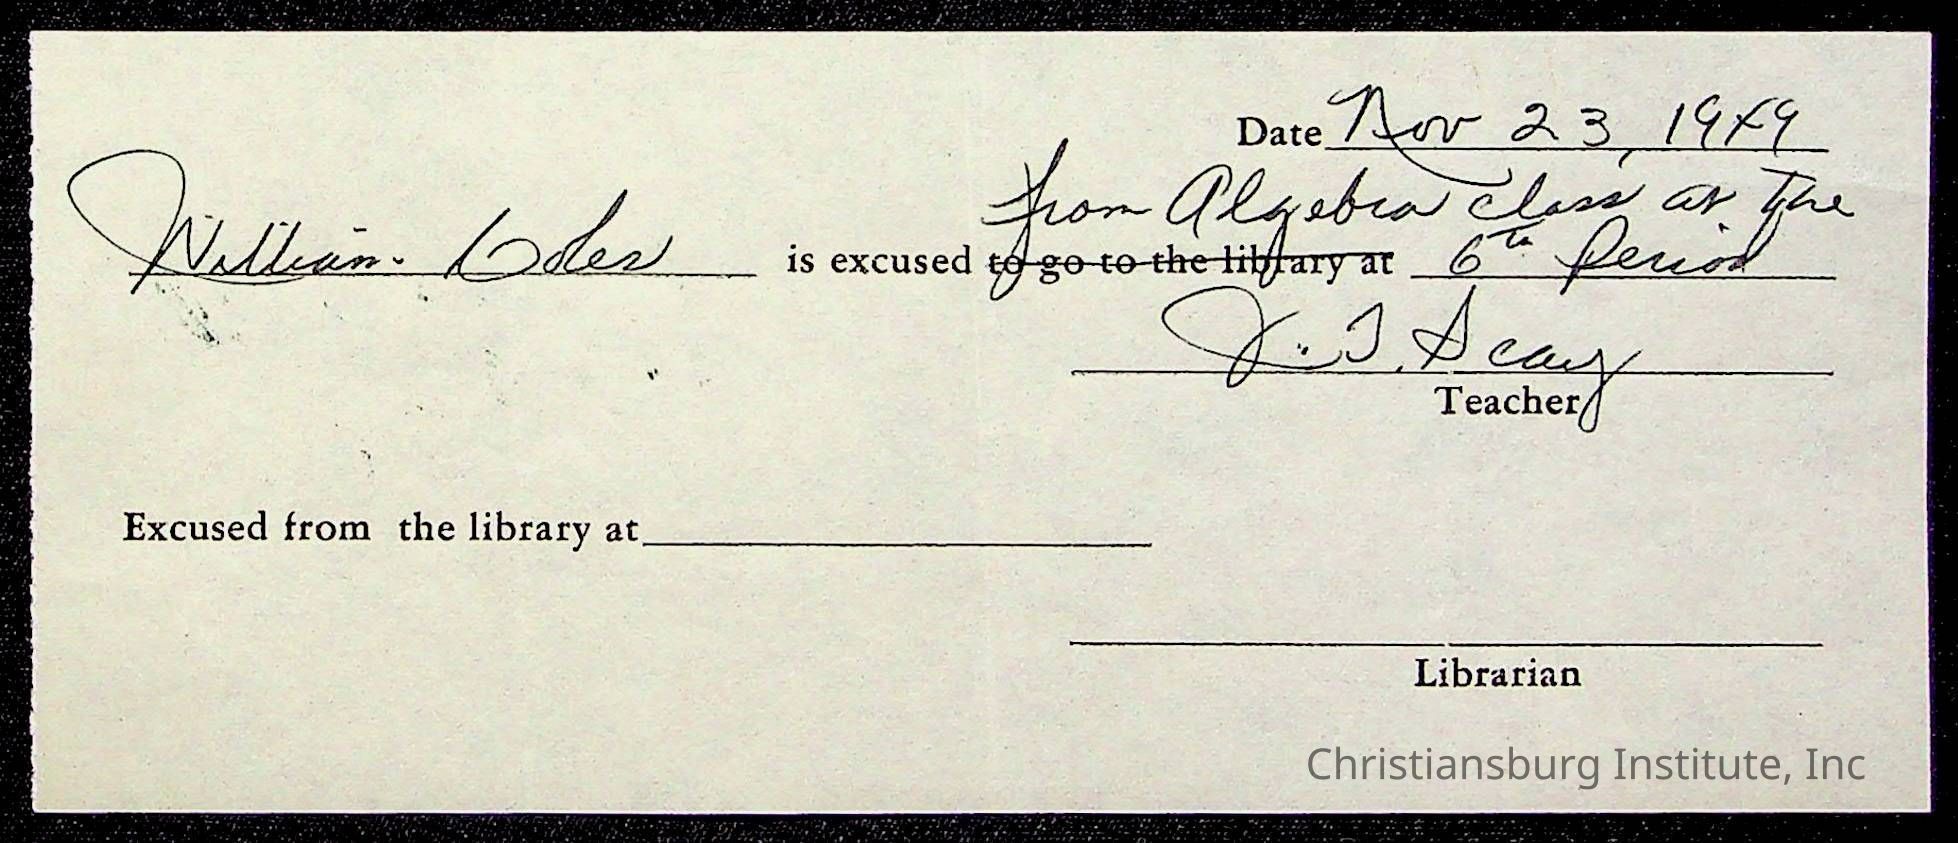 Date Nov 23, 1949
from Algebra class at the
William Coles is excused to go to the library at 6th Period
J. T. Scay
Teacher
Excused from the library at
Librarian
Christiansburg Institute, Inc